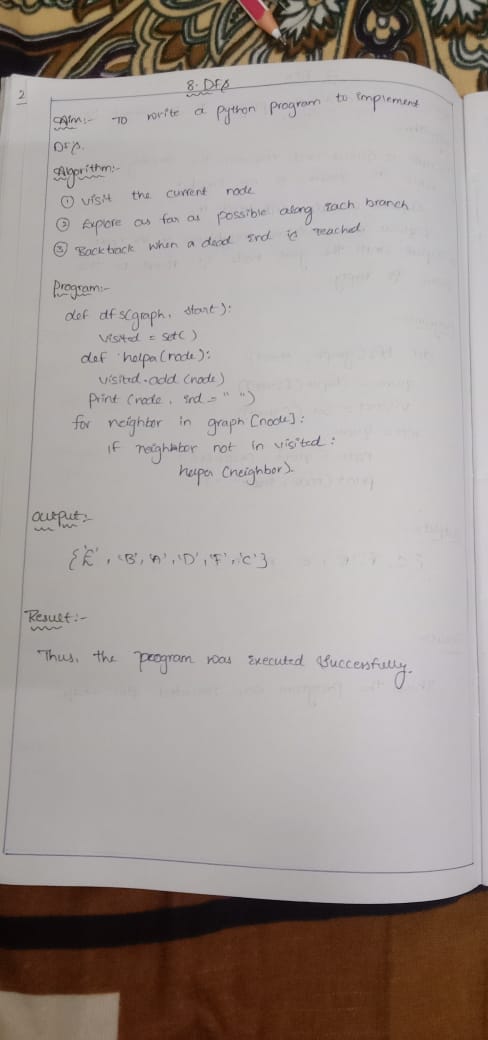 2
8. DFS
Aim:- To write a python program to implement
DFS.
Algorithm:-
① visit the current node
② Explore as far as possible along each branch
③ Backtrack when a dead end is reached.
Program:-
def dfs(graph, start):
visited = set()
def helpa(node):
visited.add(node)
print (node, end = " ")
for neighbor in graph [node]:
if neighbor not in visited:
helpa (neighbor).
output:-
{'E', 'B', 'A', 'D', 'F', 'C'}
Result:-
Thus, the program was Executed Successfully.